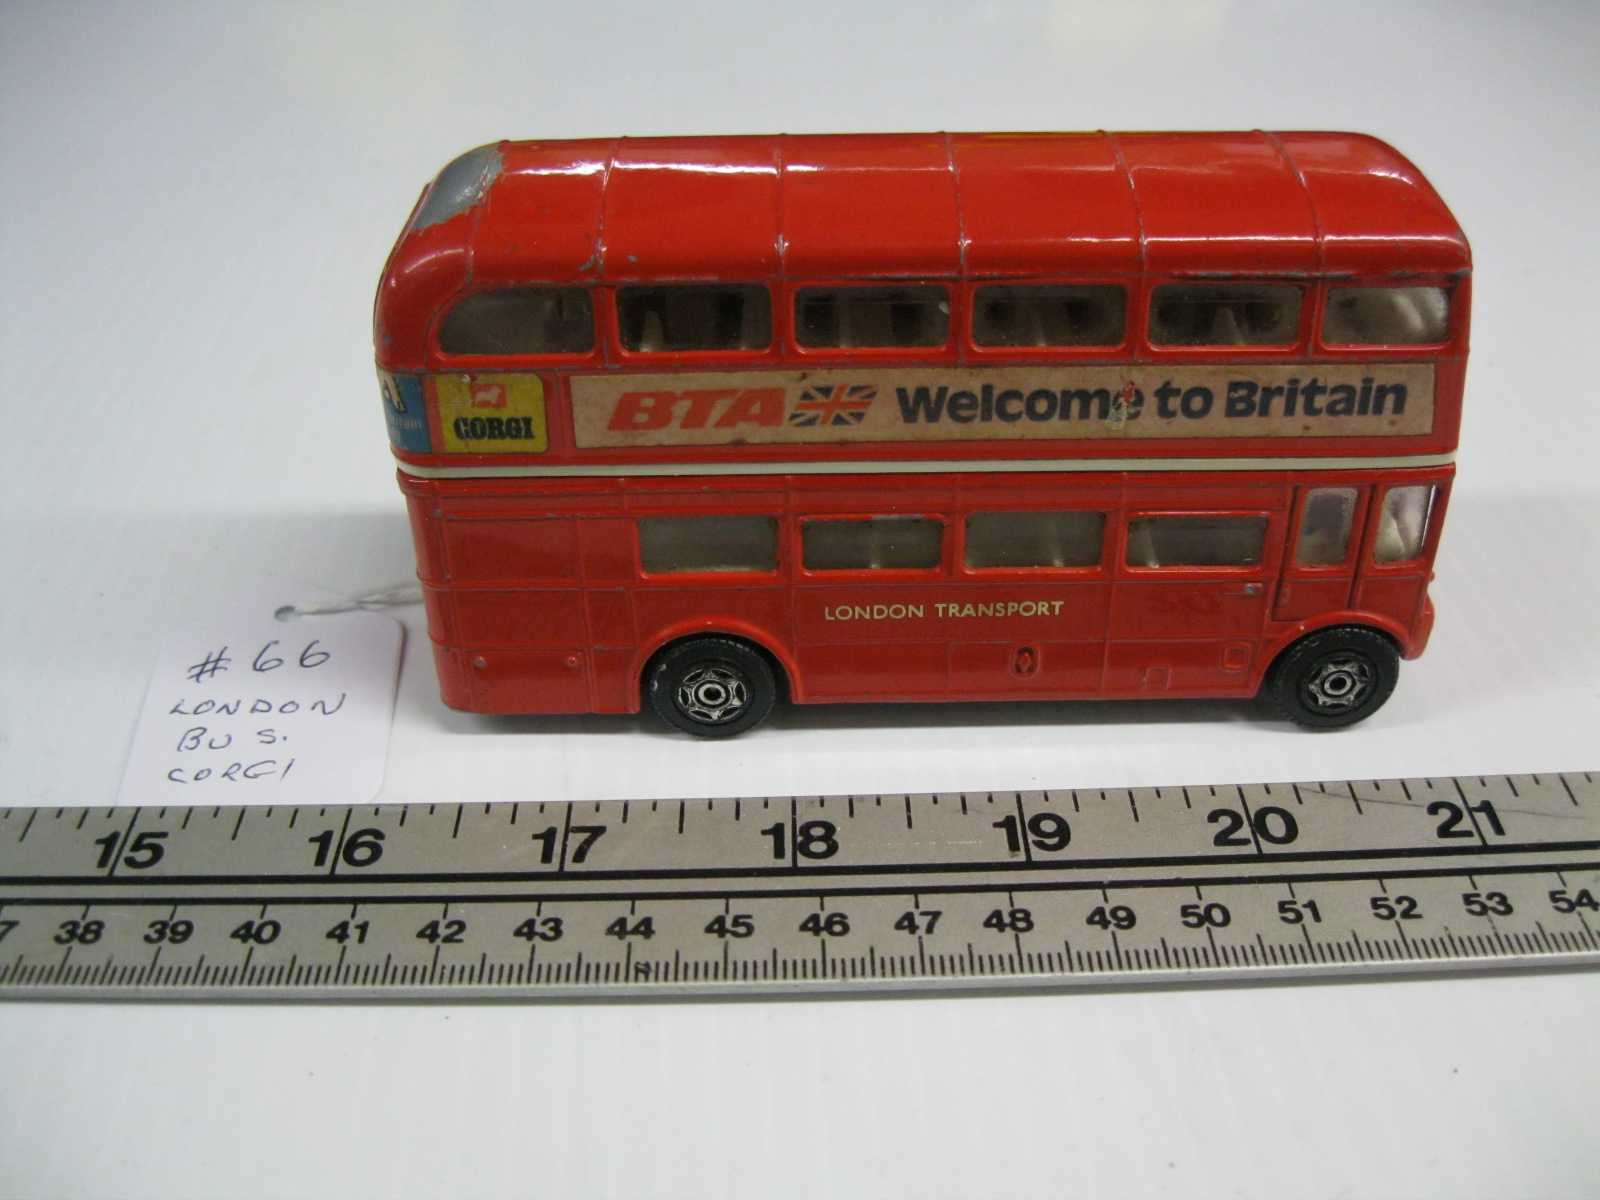 CORGI
BTA Welcome to Britain
LONDON TRANSPORT
# 66
LONDON
BUS.
CORGI
15 16 17 18 19 20 21
38 39 40 41 42 43 44 45 46 47 48 49 50 51 52 53 54